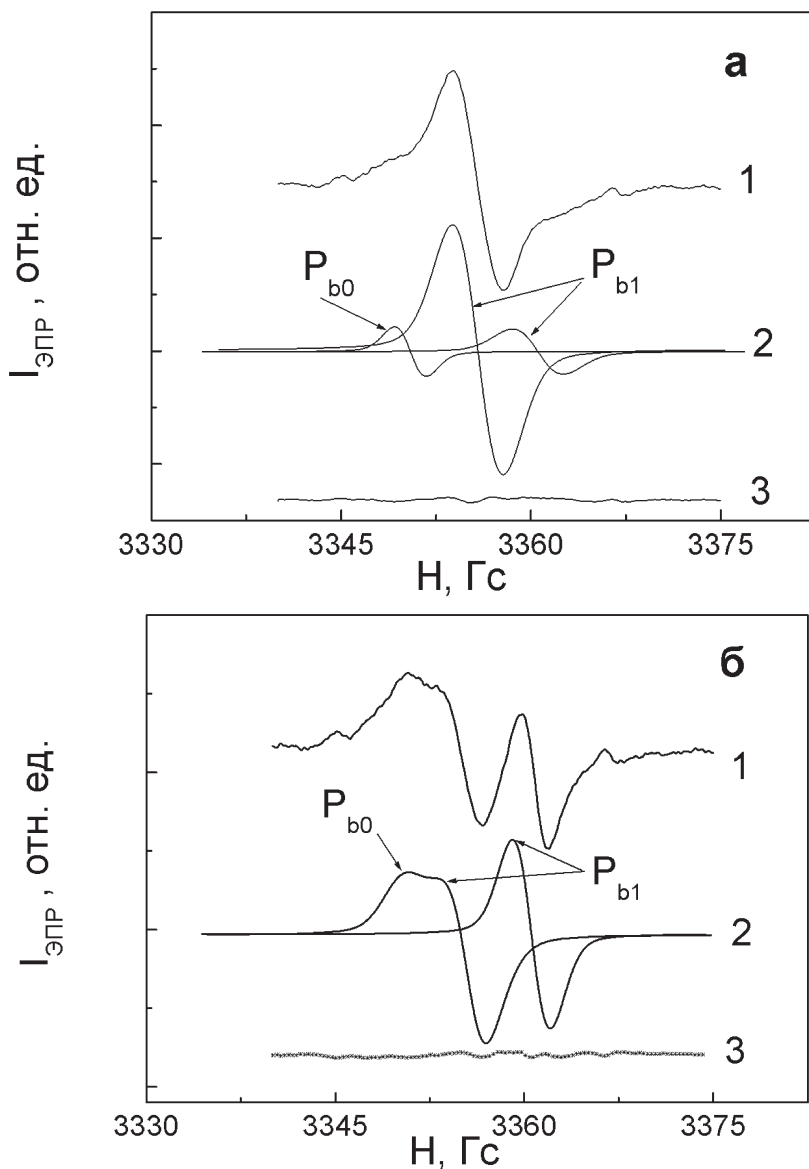 а
I ЭПР , отн. ед.
1
P b0
P b1
2
3
3330 3345 3360 3375
H, Гс
б
I ЭПР , отн. ед.
1
P b0
P b1
2
3
3330 3345 3360 3375
H, Гс